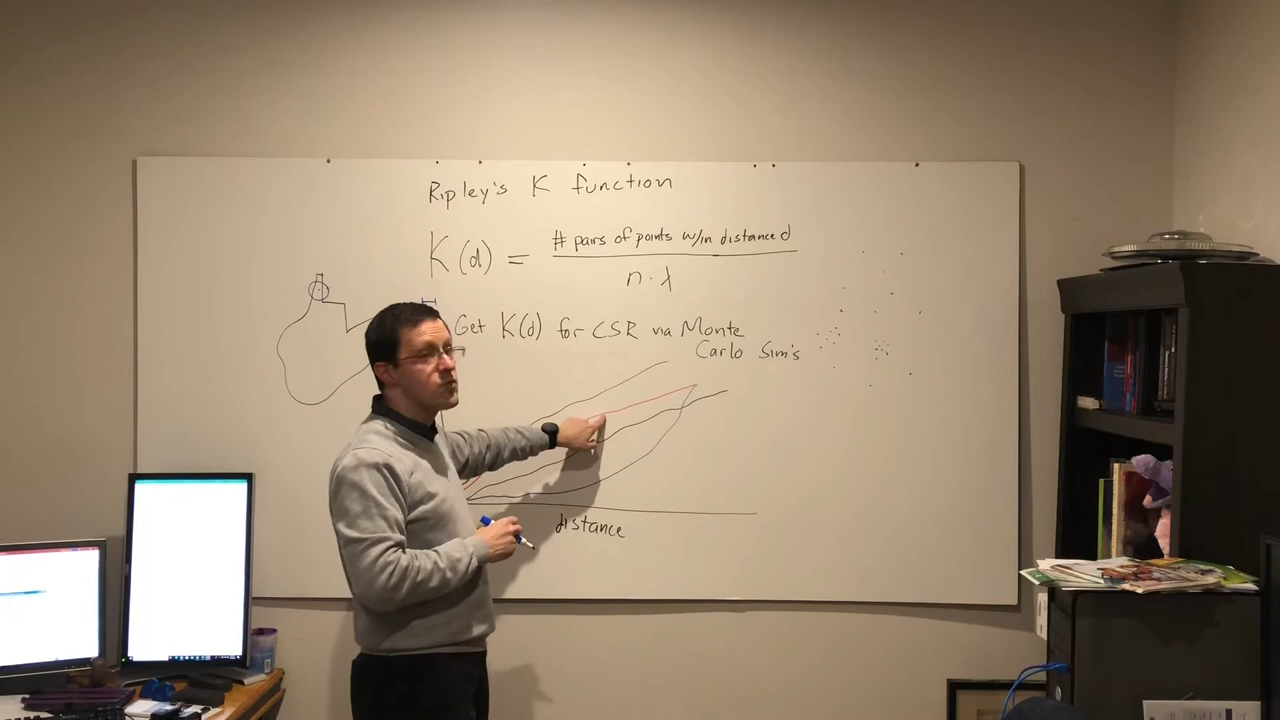 Ripley's K function
K(d) = # pairs of points w/in distance d
n · λ
Get K(d) for CSR via Monte
Carlo Sim's
distance